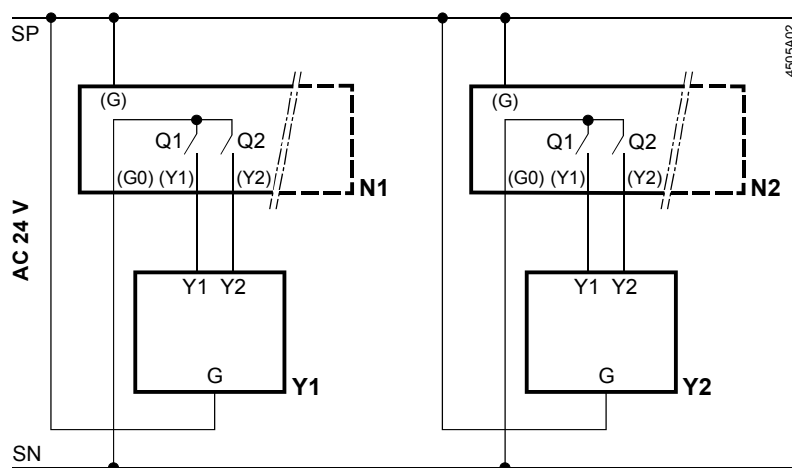 SP
4505A02
(G)
(G)
Q1
Q2
Q1
Q2
(G0) (Y1)
(Y2)
N1
(G0) (Y1)
(Y2)
N2
AC 24 V
Y1 Y2
Y1 Y2
G
Y1
G
Y2
SN